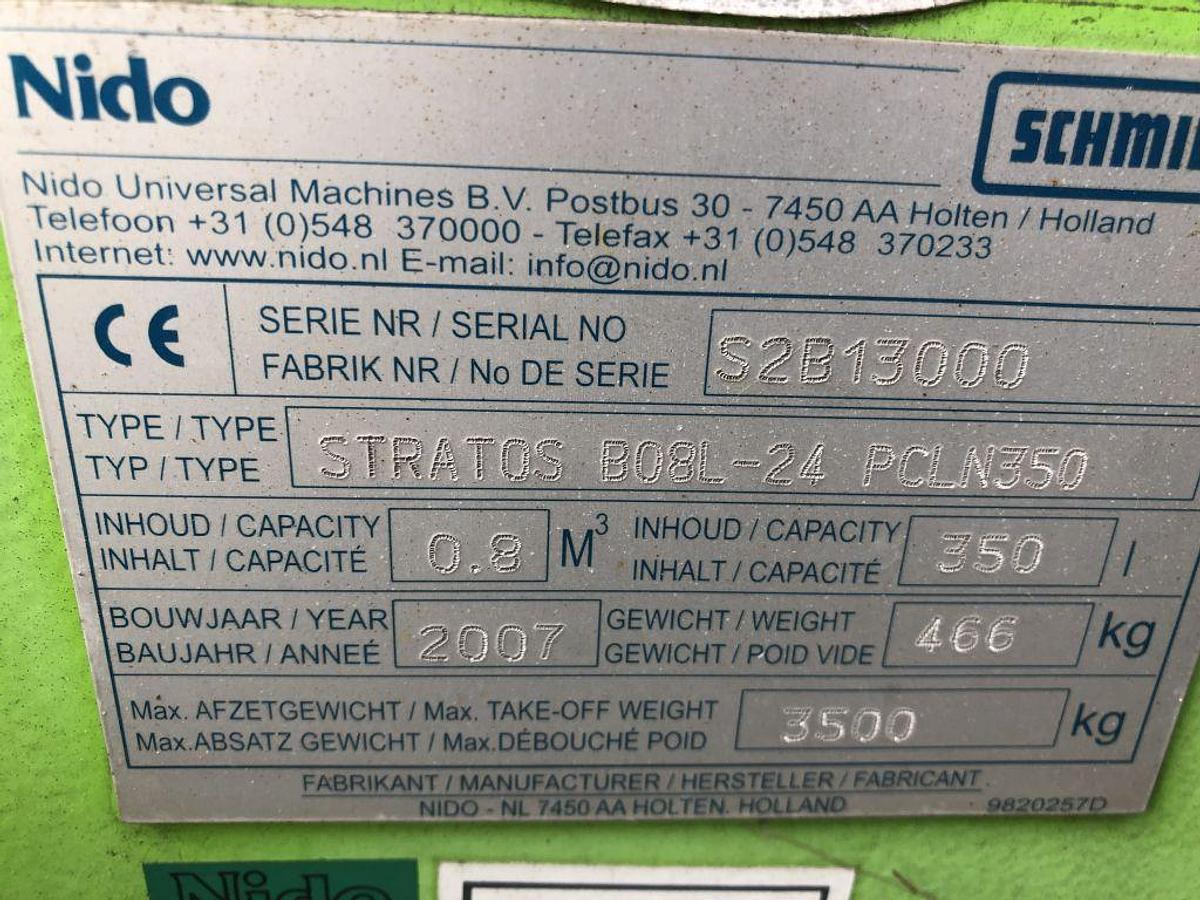 Nido
SCHMI
Nido Universal Machines B.V. Postbus 30 - 7450 AA Holten / Holland
Telefoon +31 (0)548 370000 - Telefax +31 (0)548 370233
Internet: www.nido.nl E-mail: info@nido.nl
CE
SERIE NR / SERIAL NO
FABRIK NR / No DE SERIE
S2B13000
TYPE / TYPE
TYP / TYPE
STRATOS B08L-24 PCLN350
INHOUD / CAPACITY
INHALT / CAPACITÉ
0.8 M³
INHOUD / CAPACITY
INHALT / CAPACITÉ
350 l
BOUWJAAR / YEAR
BAUJAHR / ANNEÉ
2007
GEWICHT / WEIGHT
GEWICHT / POID VIDE
466 kg
Max. AFZETGEWICHT / Max. TAKE-OFF WEIGHT
Max.ABSATZ GEWICHT / Max.DÉBOUCHÉ POID
3500 kg
FABRIKANT / MANUFACTURER / HERSTELLER / FABRICANT.
NIDO - NL 7450 AA HOLTEN. HOLLAND
9820257D
Nido